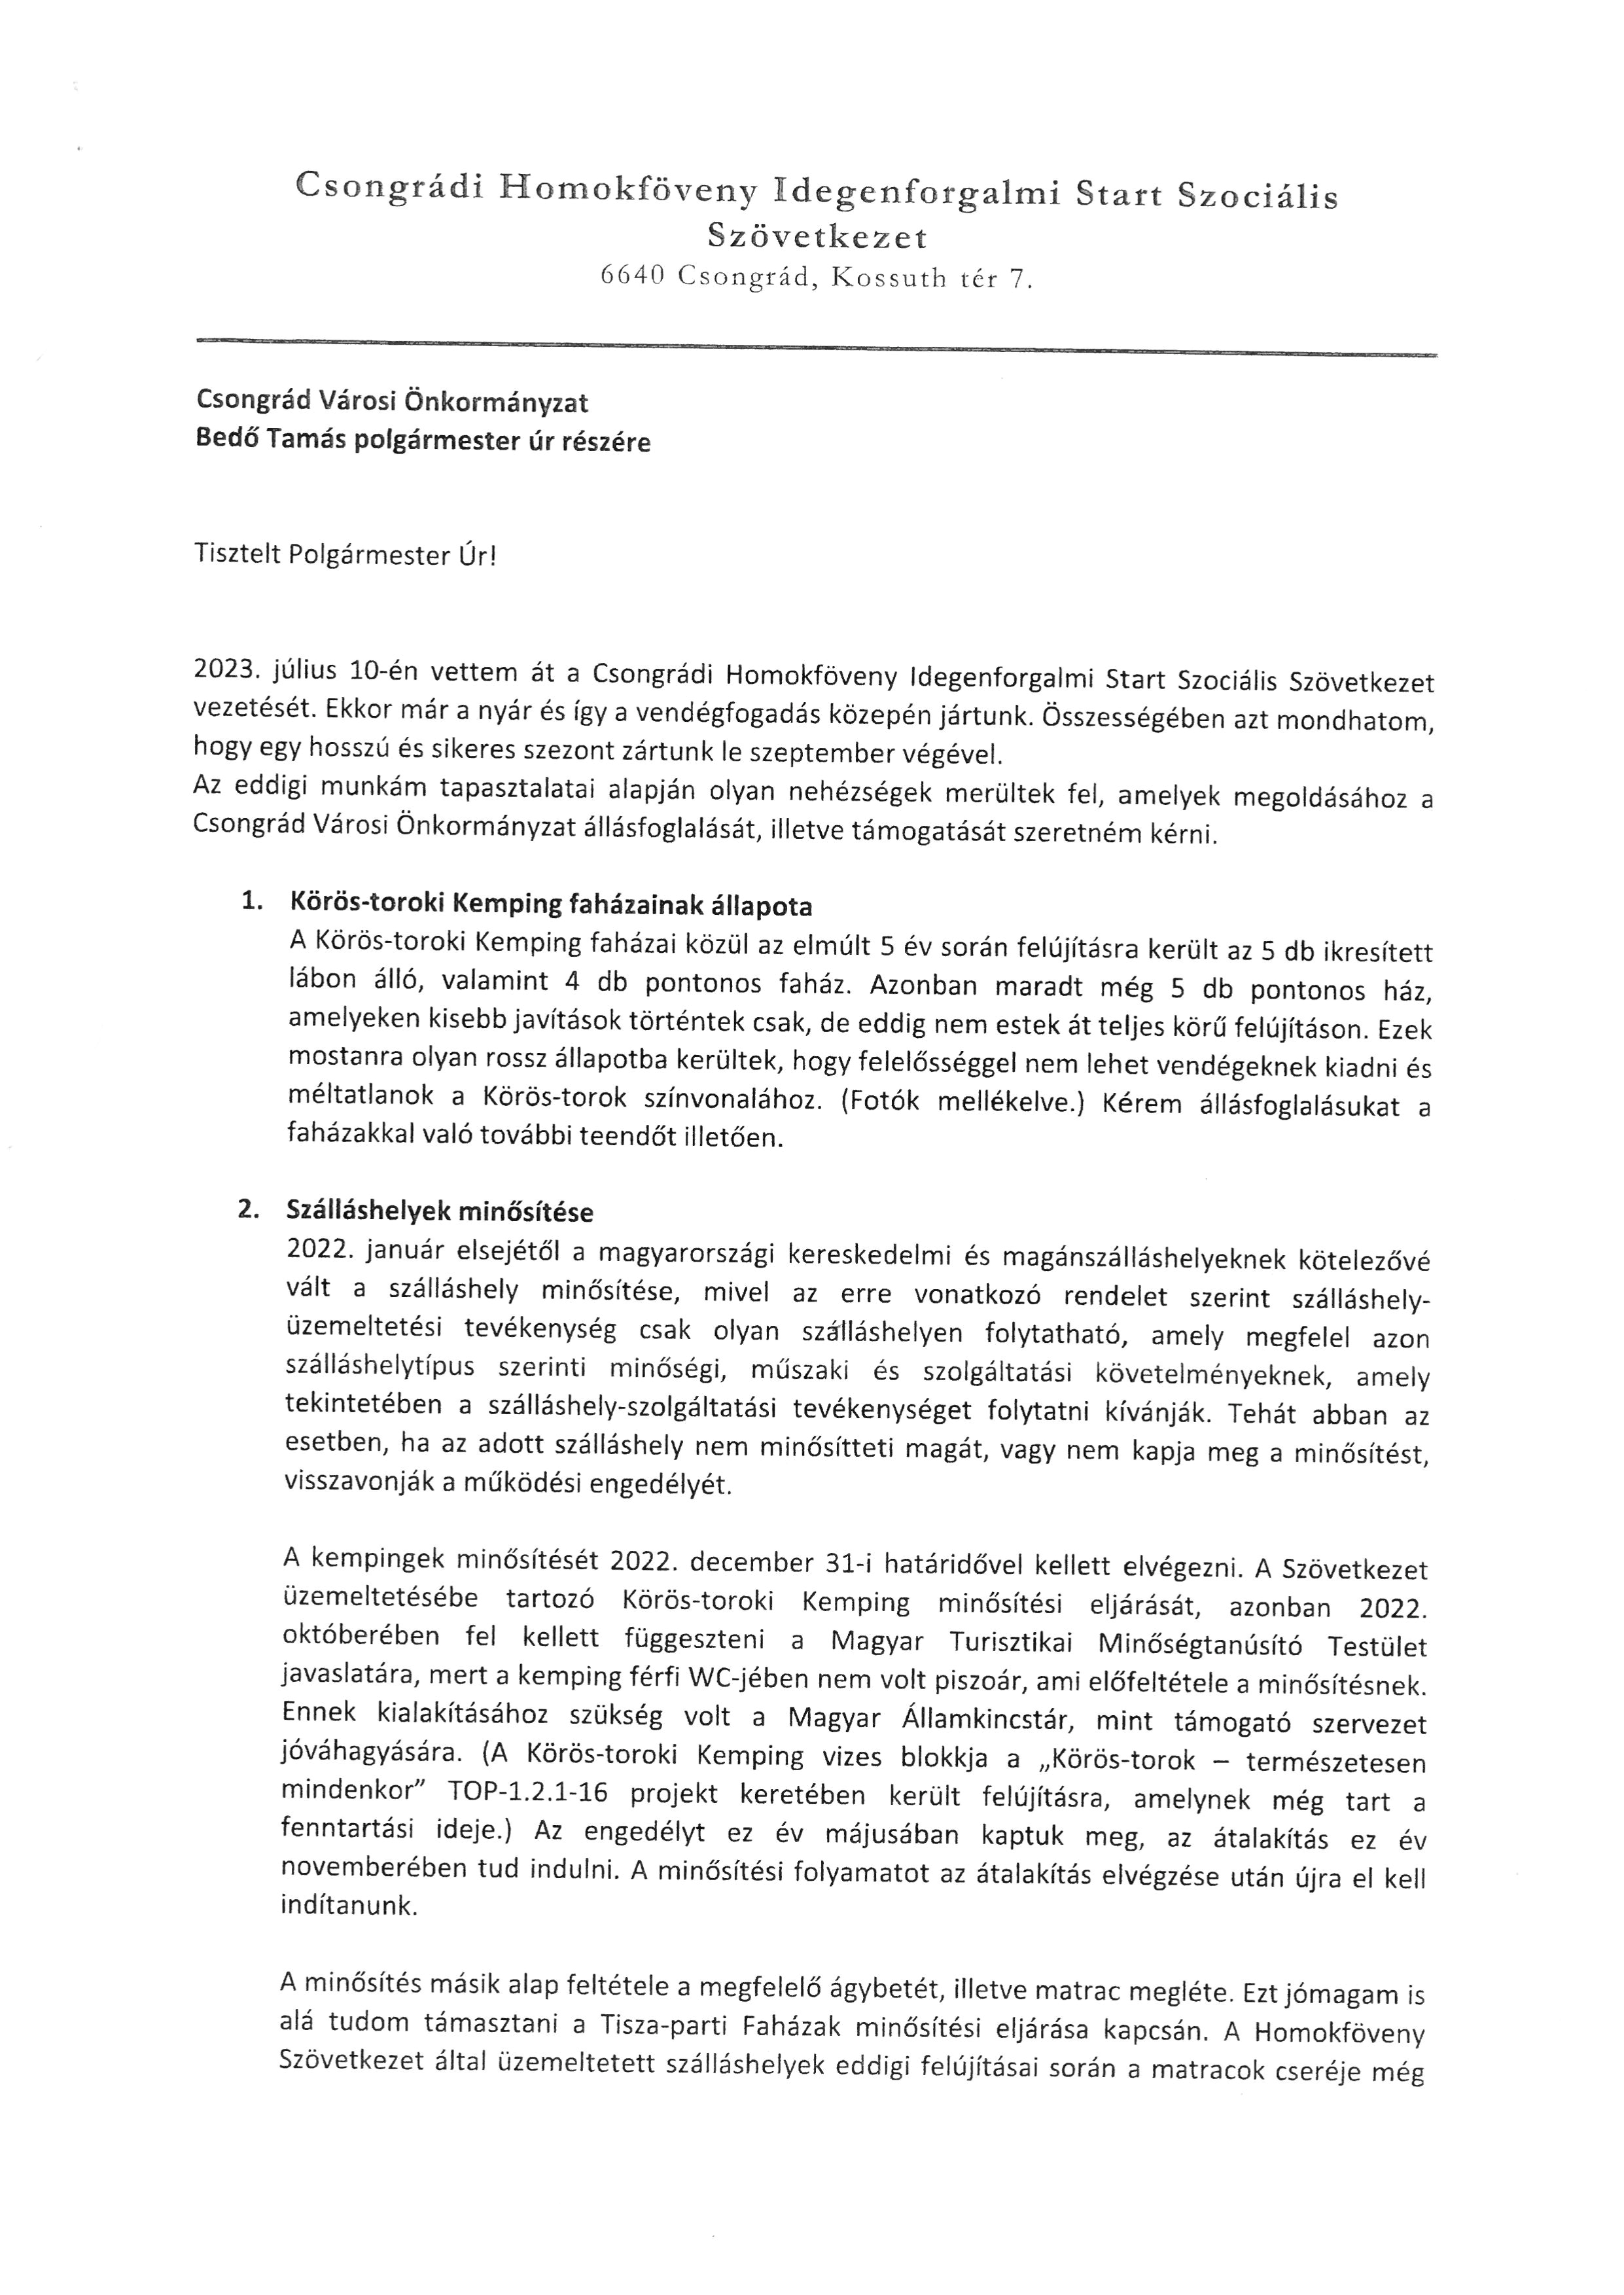 Csongrádi Homokföveny Idegenforgalmi Start Szociális
Szövetkezet
6640 Csongrád, Kossuth tér 7.
Csongrád Városi Önkormányzat
Bedő Tamás polgármester úr részére
Tisztelt Polgármester Úr!
2023. július 10-én vettem át a Csongrádi Homokföveny Idegenforgalmi Start Szociális Szövetkezet
vezetését. Ekkor már a nyár és így a vendégfogadás közepén jártunk. Összességében azt mondhatom,
hogy egy hosszú és sikeres szezont zártunk le szeptember végével.
Az eddigi munkám tapasztalatai alapján olyan nehézségek merültek fel, amelyek megoldásához a
Csongrád Városi Önkormányzat állásfoglalását, illetve támogatását szeretném kérni.
1. Körös-toroki Kemping faházainak állapota
A Körös-toroki Kemping faházai közül az elmúlt 5 év során felújításra került az 5 db ikresített
lábon álló, valamint 4 db pontonos faház. Azonban maradt még 5 db pontonos ház,
amelyeken kisebb javítások történtek csak, de eddig nem estek át teljes körű felújításon. Ezek
mostanra olyan rossz állapotba kerültek, hogy felelősséggel nem lehet vendégeknek kiadni és
méltatlanok a Körös-torok színvonalához. (Fotók mellékelve.) Kérem állásfoglalásukat a
faházakkal való további teendőt illetően.
2. Szálláshelyek minősítése
2022. január elsejétől a magyarországi kereskedelmi és magánszálláshelyeknek kötelezővé
vált a szálláshely minősítése, mivel az erre vonatkozó rendelet szerint szálláshely-
üzemeltetési tevékenység csak olyan szálláshelyen folytatható, amely megfelel azon
szálláshelytípus szerinti minőségi, műszaki és szolgáltatási követelményeknek, amely
tekintetében a szálláshely-szolgáltatási tevékenységet folytatni kívánják. Tehát abban az
esetben, ha az adott szálláshely nem minősítteti magát, vagy nem kapja meg a minősítést,
visszavonják a működési engedélyét.
A kempingek minősítését 2022. december 31-i határidővel kellett elvégezni. A Szövetkezet
üzemeltetésébe tartozó Körös-toroki Kemping minősítési eljárását, azonban 2022.
októberében fel kellett függeszteni a Magyar Turisztikai Minőségtanúsító Testület
javaslatára, mert a kemping férfi WC-jében nem volt piszoár, ami előfeltétele a minősítésnek.
Ennek kialakításához szükség volt a Magyar Államkincstár, mint támogató szervezet
jóváhagyására. (A Körös-toroki Kemping vizes blokkja a „Körös-torok – természetesen
mindenkor” TOP-1.2.1-16 projekt keretében került felújításra, amelynek még tart a
fenntartási ideje.) Az engedélyt ez év májusában kaptuk meg, az átalakítás ez év
novemberében tud indulni. A minősítési folyamatot az átalakítás elvégzése után újra el kell
indítanunk.
A minősítés másik alap feltétele a megfelelő ágybetét, illetve matrac megléte. Ezt jómagam is
alá tudom támasztani a Tisza-parti Faházak minősítési eljárása kapcsán. A Homokföveny
Szövetkezet által üzemeltetett szálláshelyek eddigi felújításai során a matracok cseréje még